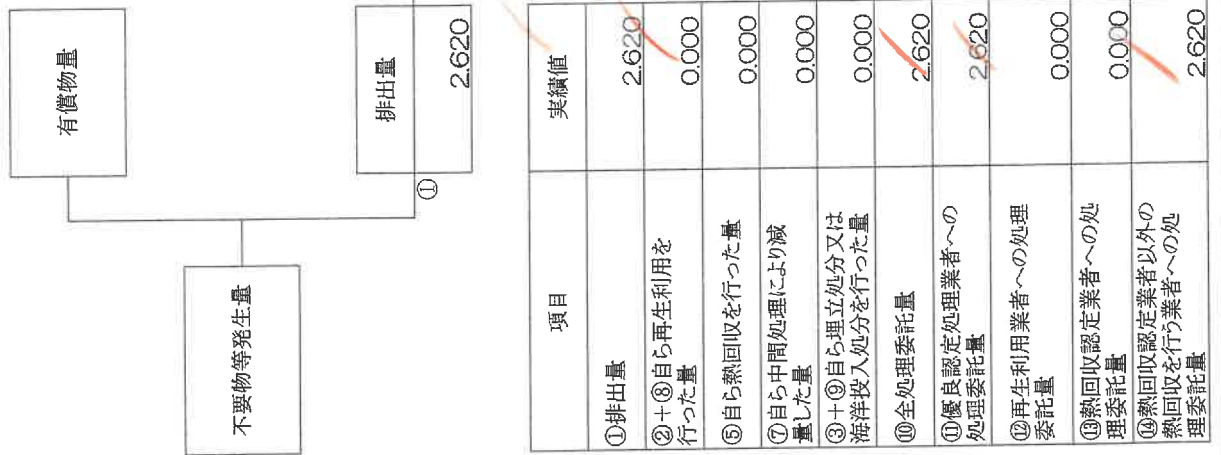 有償物量
不要物等発生量
排出量
①
2.620
項目
実績値
①排出量
2.620
②+⑧自ら再生利用を
行った量
0.000
⑤自ら熱回収を行った量
0.000
⑦自ら中間処理により減
量した量
0.000
③+⑨自ら埋立処分又は
海洋投入処分を行った量
0.000
⑩全処理委託量
2.620
⑪優良認定処理業者への
処理委託量
2.620
⑫再生利用業者への処理
委託量
0.000
⑬熱回収認定業者への処
理委託量
0.000
⑭熱回収認定業者以外の
熱回収を行う業者への処
理委託量
2.620